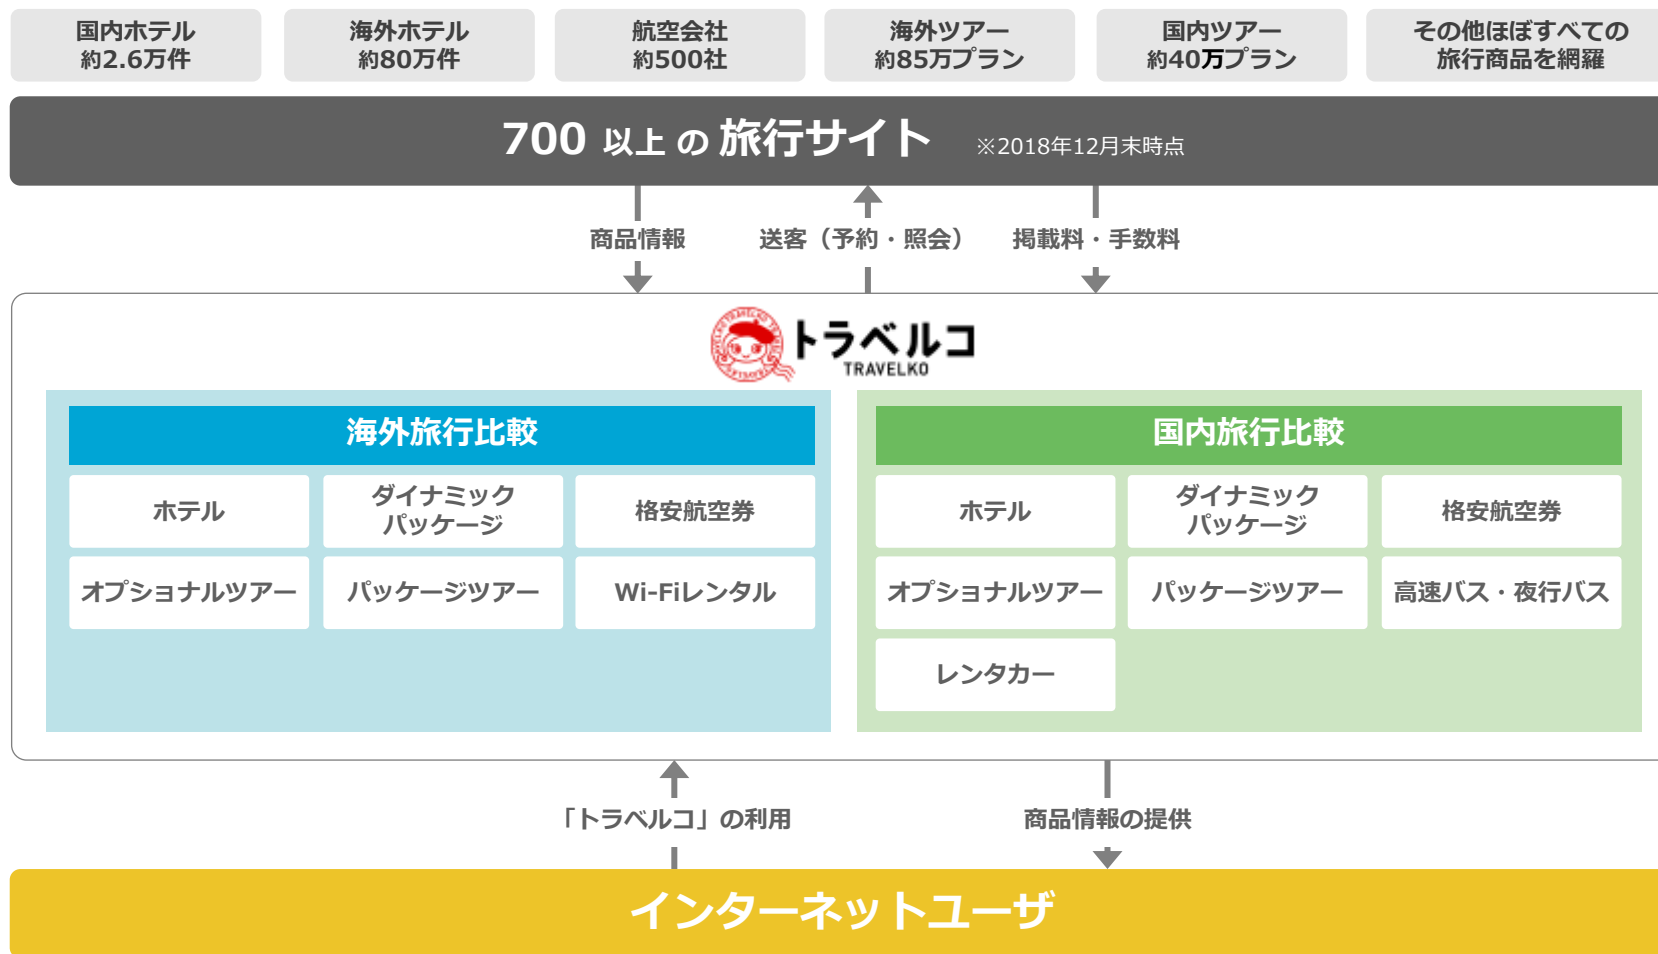 国内ホテル
約2.6万件
海外ホテル
約80万件
航空会社
約500社
海外ツアー
約85万プラン
国内ツアー
約40万プラン
その他ほぼすべての
旅行商品を網羅
700 以上 の 旅行サイト ※2018年12月末時点
商品情報
送客（予約・照会）
掲載料・手数料
トラベルコ
TRAVELKO
海外旅行比較
ホテル
ダイナミック
パッケージ
格安航空券
オプショナルツアー
パッケージツアー
Wi-Fiレンタル
国内旅行比較
ホテル
ダイナミック
パッケージ
格安航空券
オプショナルツアー
パッケージツアー
高速バス・夜行バス
レンタカー
「トラベルコ」の利用
商品情報の提供
インターネットユーザ